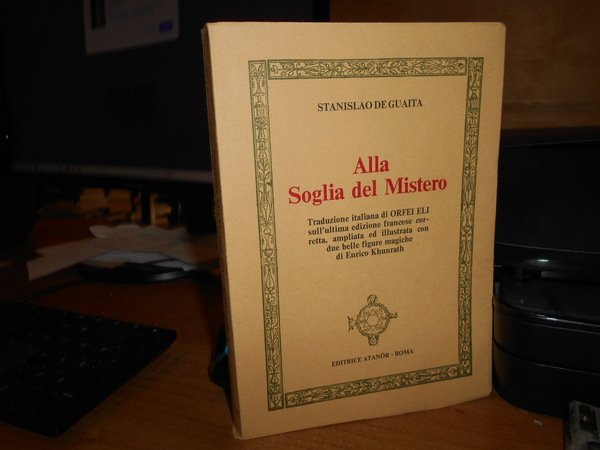 STANISLAO DE GUAITA
Alla
Soglia del Mistero
Traduzione italiana di ORFEI ELI
sull'ultima edizione francese cor-
retta, ampliata ed illustrata con
due belle figure magiche
di Enrico Khunrath
EDITRICE ATANÒR - ROMA